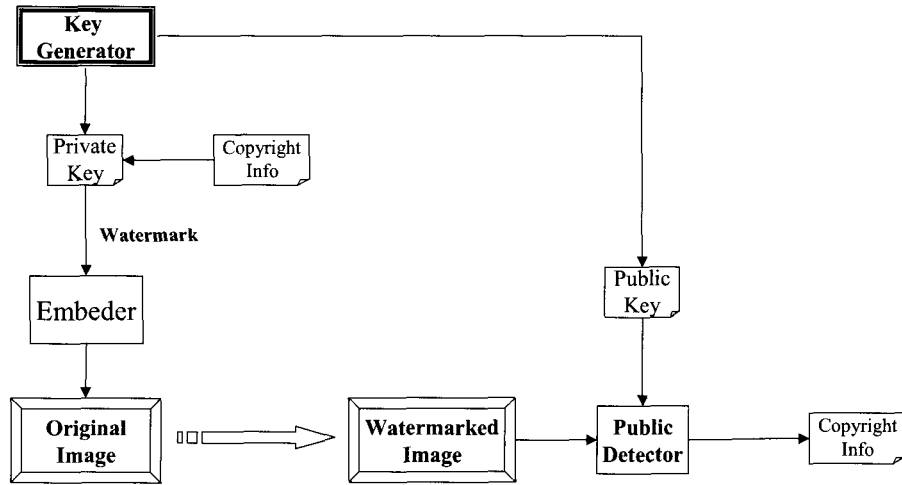 Key
Generator
Private
Key
Copyright
Info
Watermark
Embeder
Public
Key
Original
Image
Watermarked
Image
Public
Detector
Copyright
Info